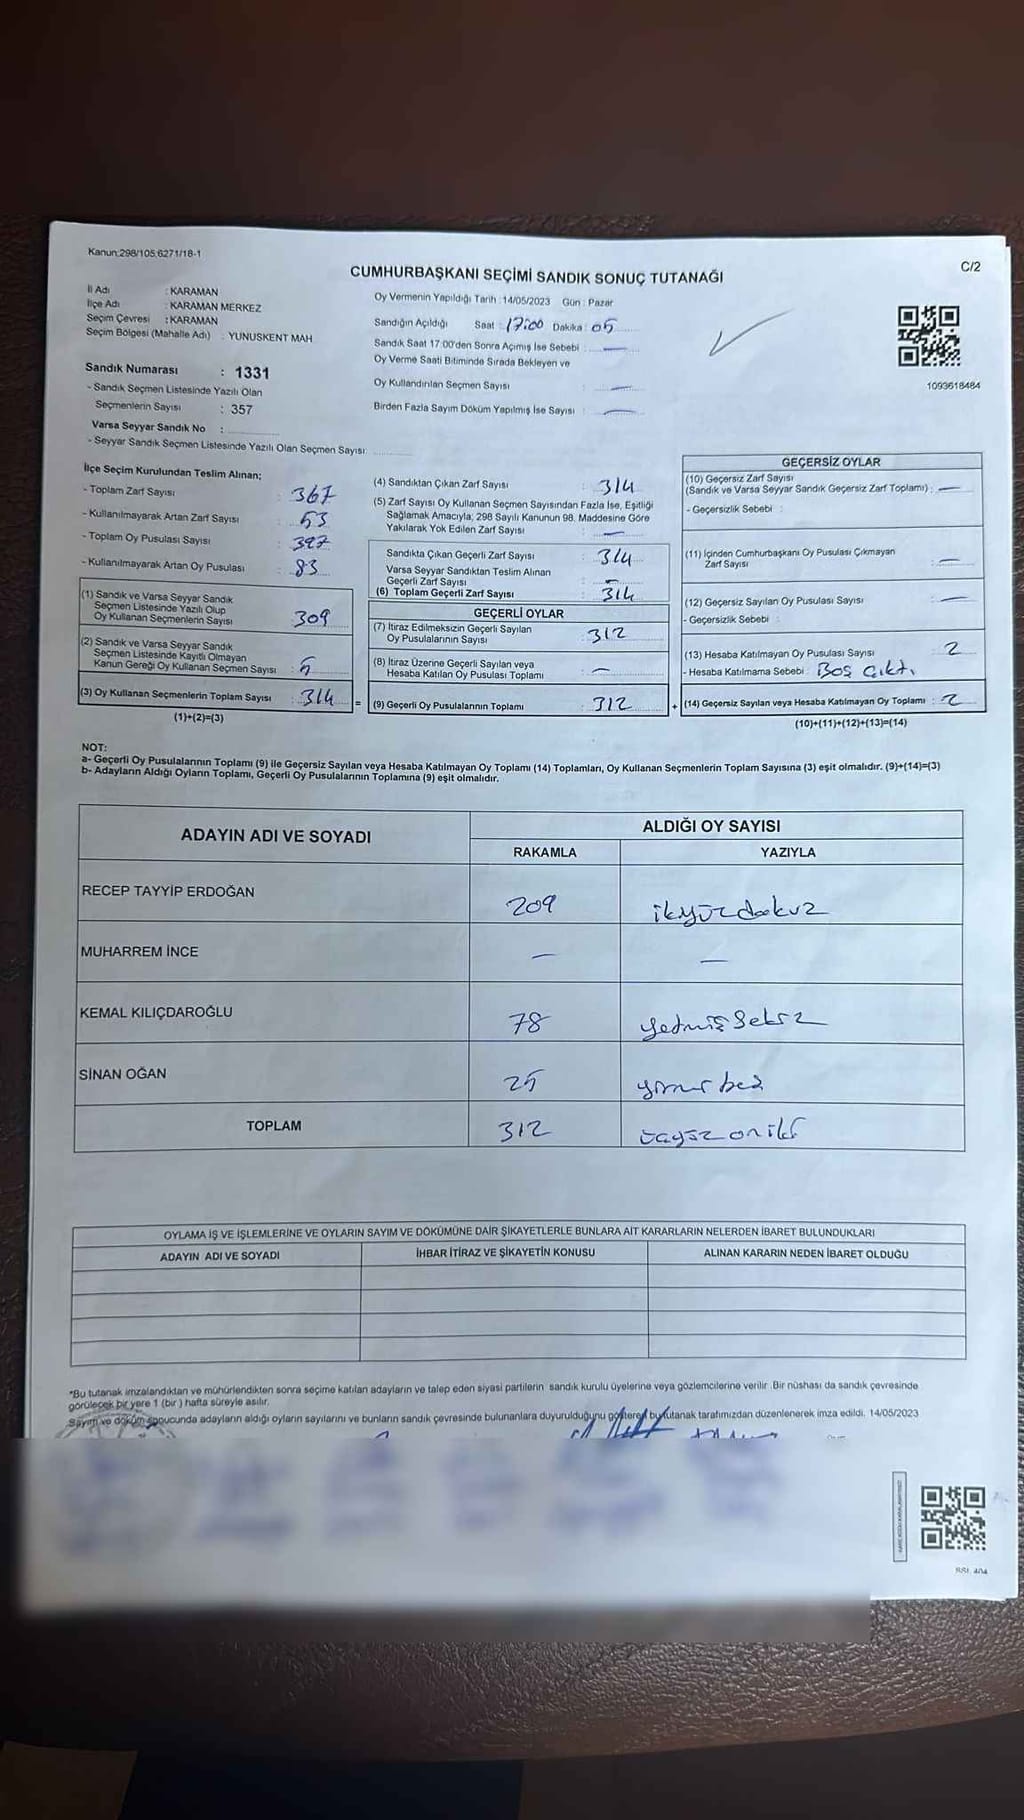 Kanun;298/105;6271/18-1
CUMHURBAŞKANI SEÇİMİ SANDIK SONUÇ TUTANAĞI
C/2
İl Adı : KARAMAN
İlçe Adı : KARAMAN MERKEZ
Seçim Çevresi : KARAMAN
Seçim Bölgesi (Mahalle Adı) : YUNUSKENT MAH
Oy Vermenin Yapıldığı Tarih :14/05/2023 Gün : Pazar
Sandığın Açıldığı Saat : 17:00 Dakika : 05
Sandık Saat 17:00'den Sonra Açımış İse Sebebi : —
Oy Verme Saati Bitiminde Sırada Bekleyen ve
Oy Kullandırılan Seçmen Sayısı : —
Birden Fazla Sayım Döküm Yapılmış İse Sayısı : —
1093618484
Sandık Numarası : 1331
- Sandık Seçmen Listesinde Yazılı Olan
Seçmenlerin Sayısı : 357
Varsa Seyyar Sandık No :
- Seyyar Sandık Seçmen Listesinde Yazılı Olan Seçmen Sayısı:
İlçe Seçim Kurulundan Teslim Alınan;
- Toplam Zarf Sayısı : 367
- Kullanılmayarak Artan Zarf Sayısı : 53
- Toplam Oy Pusulası Sayısı : 397
- Kullanılmayarak Artan Oy Pusulası : 83
(1) Sandık ve Varsa Seyyar Sandık
Seçmen Listesinde Yazılı Olup
Oy Kullanan Seçmenlerin Sayısı : 309
(2) Sandık ve Varsa Seyyar Sandık
Seçmen Listesinde Kayıtlı Olmayan
Kanun Gereği Oy Kullanan Seçmen Sayısı : 5
(3) Oy Kullanan Seçmenlerin Toplam Sayısı : 314 =
(1)+(2)=(3)
(4) Sandıktan Çıkan Zarf Sayısı : 314
(5) Zarf Sayısı Oy Kullanan Seçmen Sayısından Fazla İse, Eşitliği
Sağlamak Amacıyla; 298 Sayılı Kanunun 98. Maddesine Göre
Yakılarak Yok Edilen Zarf Sayısı : —
Sandıkta Çıkan Geçerli Zarf Sayısı : 314
Varsa Seyyar Sandıktan Teslim Alınan
Geçerli Zarf Sayısı : —
(6) Toplam Geçerli Zarf Sayısı : 314
GEÇERLİ OYLAR
(7) İtiraz Edilmeksizin Geçerli Sayılan
Oy Pusulalarının Sayısı : 312
(8) İtiraz Üzerine Geçerli Sayılan veya
Hesaba Katılan Oy Pusulası Toplamı : —
(9) Geçerli Oy Pusulalarının Toplamı : 312 +
GEÇERSİZ OYLAR
(10) Geçersiz Zarf Sayısı
(Sandık ve Varsa Seyyar Sandık Geçersiz Zarf Toplamı) : —
- Geçersizlik Sebebi :
(11) İçinden Cumhurbaşkanı Oy Pusulası Çıkmayan
Zarf Sayısı : —
(12) Geçersiz Sayılan Oy Pusulası Sayısı : —
- Geçersizlik Sebebi :
(13) Hesaba Katılmayan Oy Pusulası Sayısı : 2
- Hesaba Katılmama Sebebi : Boş çıktı
(14) Geçersiz Sayılan veya Hesaba Katılmayan Oy Toplamı : 2
(10)+(11)+(12)+(13)=(14)
NOT:
a- Geçerli Oy Pusulalarının Toplamı (9) ile Geçersiz Sayılan veya Hesaba Katılmayan Oy Toplamı (14) Toplamları, Oy Kullanan Seçmenlerin Toplam Sayısına (3) eşit olmalıdır. (9)+(14)=(3)
b- Adayların Aldığı Oyların Toplamı, Geçerli Oy Pusulalarının Toplamına (9) eşit olmalıdır.
ADAYIN ADI VE SOYADI
ALDIĞI OY SAYISI
RAKAMLA YAZIYLA
RECEP TAYYİP ERDOĞAN 209 ikiyüzdokuz
MUHARREM İNCE — —
KEMAL KILIÇDAROĞLU 78 yetmişsekiz
SİNAN OĞAN 25 yirmi beş
TOPLAM 312 üçyüz oniki
OYLAMA İŞ VE İŞLEMLERİNE VE OYLARIN SAYIM VE DÖKÜMÜNE DAİR ŞİKAYETLERLE BUNLARA AİT KARARLARIN NELERDEN İBARET BULUNDUKLARI
ADAYIN ADI VE SOYADI İHBAR İTİRAZ VE ŞİKAYETİN KONUSU ALINAN KARARIN NEDEN İBARET OLDUĞU
*Bu tutanak imzalandıktan ve mühürlendikten sonra seçime katılan adayların ve talep eden siyasi partilerin sandık kurulu üyelerine veya gözlemcilerine verilir. Bir nüshası da sandık çevresinde
görülecek bir yere 1 (bir ) hafta süreyle asılır.
Sayım ve döküm sonucunda adayların aldığı oyların sayılarını ve bunların sandık çevresinde bulunanlara duyurulduğunu gösteren bu tutanak tarafımızdan düzenlenerek imza edildi. 14/05/2023